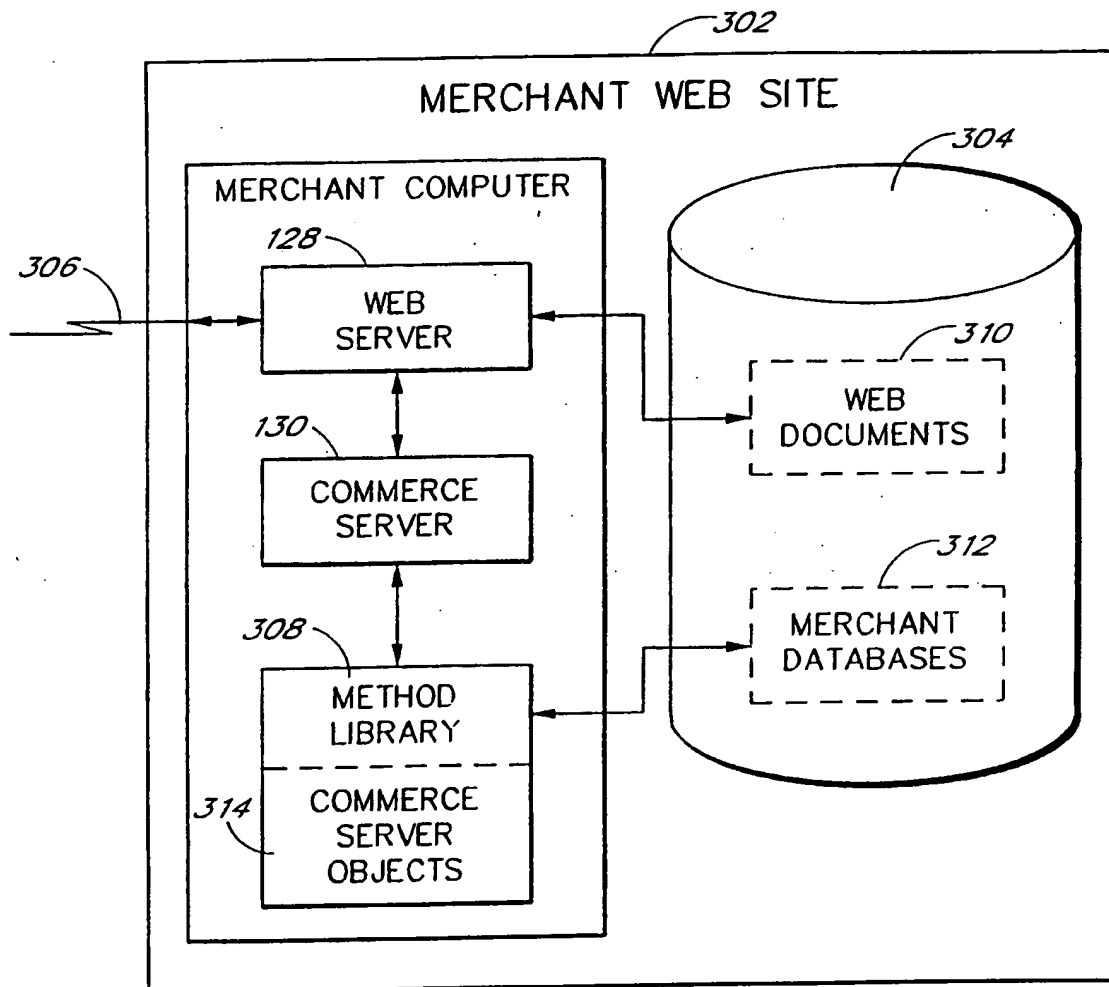 302
MERCHANT WEB SITE
304
MERCHANT COMPUTER
128
306
WEB
SERVER
310
WEB
DOCUMENTS
130
COMMERCE
SERVER
312
MERCHANT
DATABASES
308
METHOD
LIBRARY
314
COMMERCE
SERVER
OBJECTS